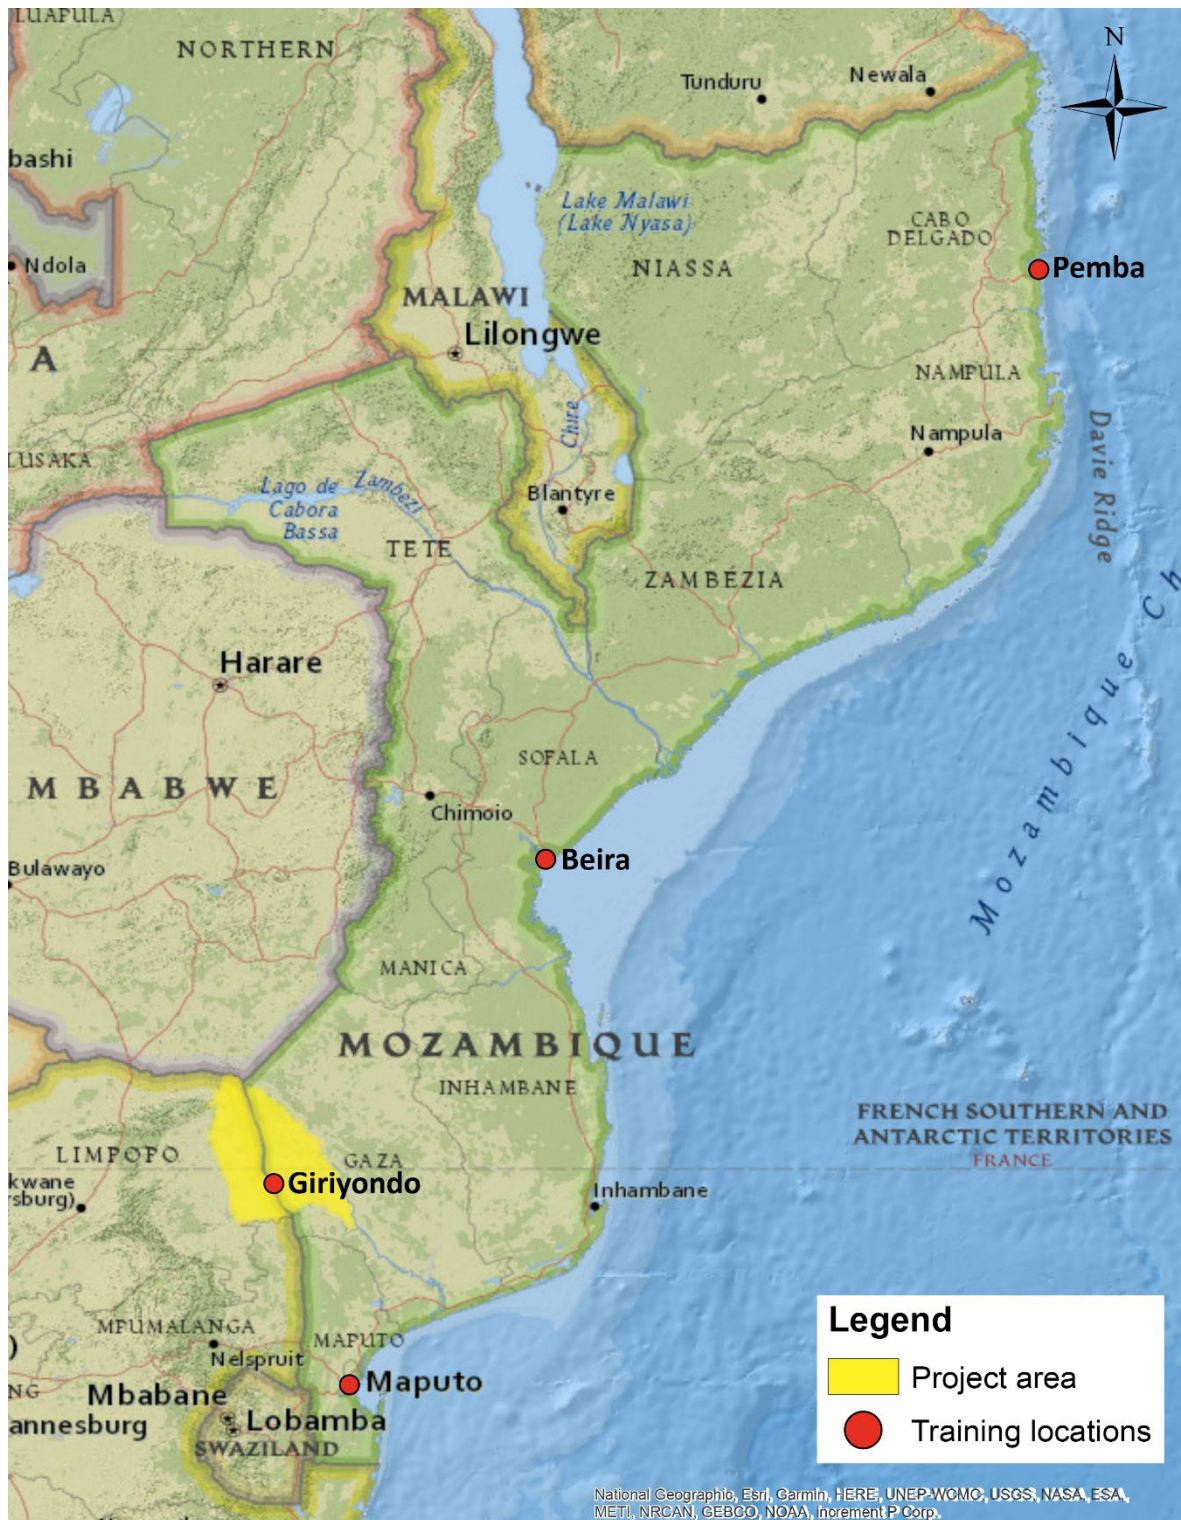 LUAPULA
NORTHERN
N
Tunduru
Newala
bashi
Lake Malawi
(Lake Nyasa)
CABO
DELGADO
Ndola
NIASSA
Pemba
MALAWI
Lilongwe
A
NAMPULA
Chire
Davie Ridge
Nampula
LUSAKA
Lago de
Cabora
Bassa
Zambezi
Blantyre
TETE
ZAMBÉZIA
Harare
Mozambique Ch
SOFALA
MBABWE
Chimoio
Beira
Bulawayo
MANICA
MOZAMBIQUE
INHAMBANE
FRENCH SOUTHERN AND
ANTARCTIC TERRITORIES
FRANCE
LIMPOPO
GAZA
kwane
rsburg)
Giriyondo
Inhambane
Legend
Project area
Training locations
MPUMALANGA
MAPUTO
)
Nelspruit
NG
Mbabane
Maputo
annesburg
Lobamba
SWAZILAND
National Geographic, Esri, Garmin, HERE, UNEP-WCMC, USGS, NASA, ESA,
METI, NRCAN, GEBCO, NOAA, increment P Corp.